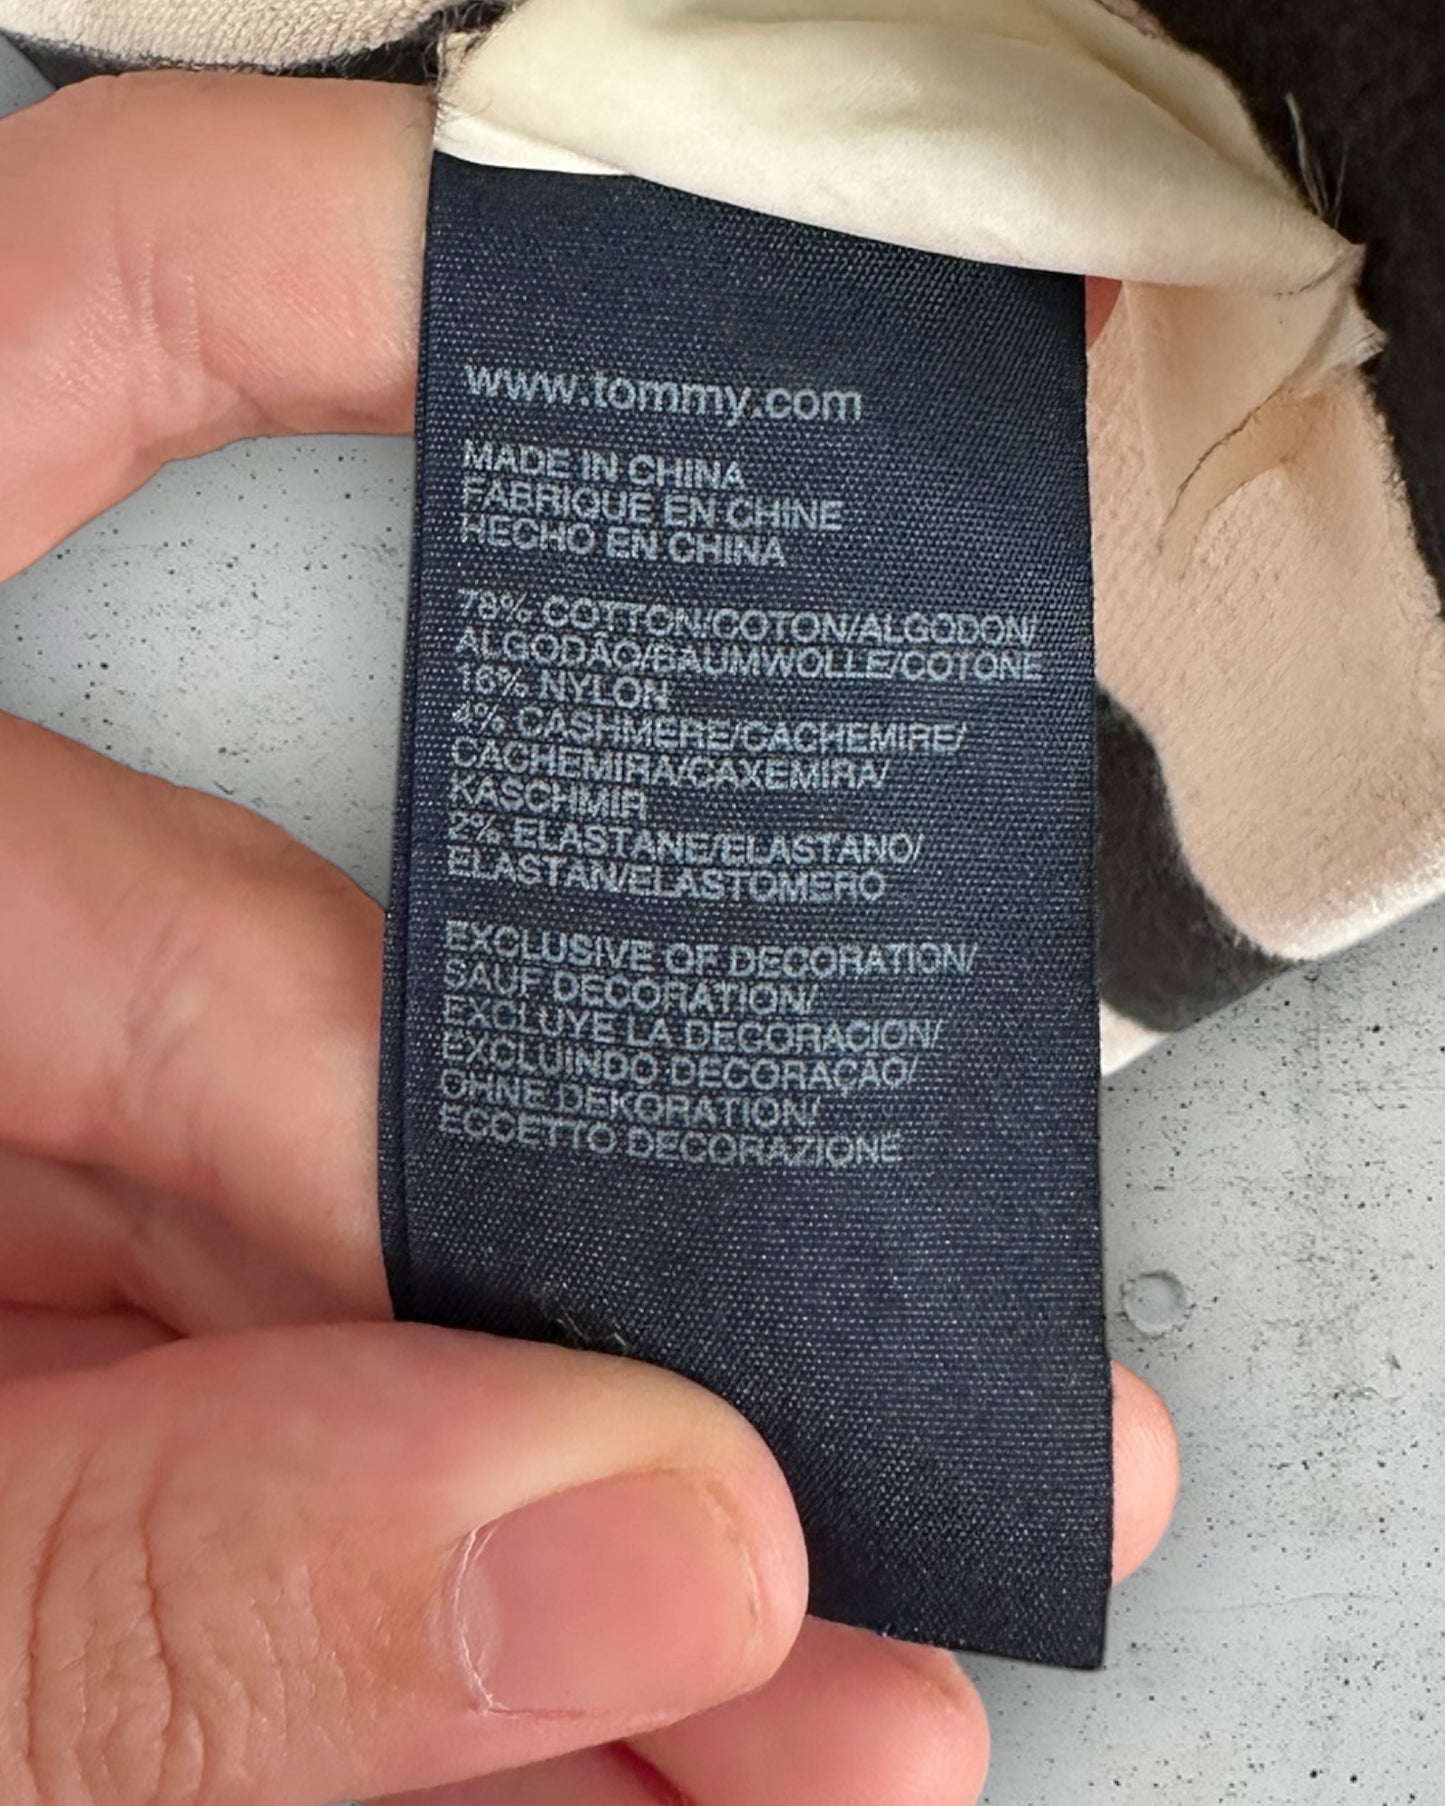 www.tommy.com
MADE IN CHINA
FABRIQUÉ EN CHINE
HECHO EN CHINA
78% COTTON/COTON/ALGODON/
ALGODÃO/BAUMWOLLE/COTONE
16% NYLON
4% CASHMERE/CACHEMIRE/
CACHEMIRA/CAXEMIRA/
KASCHMIR
2% ELASTANE/ELASTANO/
ELASTAN/ELASTOMERO
EXCLUSIVE OF DECORATION/
SAUF DECORATION/
EXCLUYE LA DECORACION/
EXCLUINDO DECORAÇAO/
OHNE DEKORATION/
ECCETTO DECORAZIONE